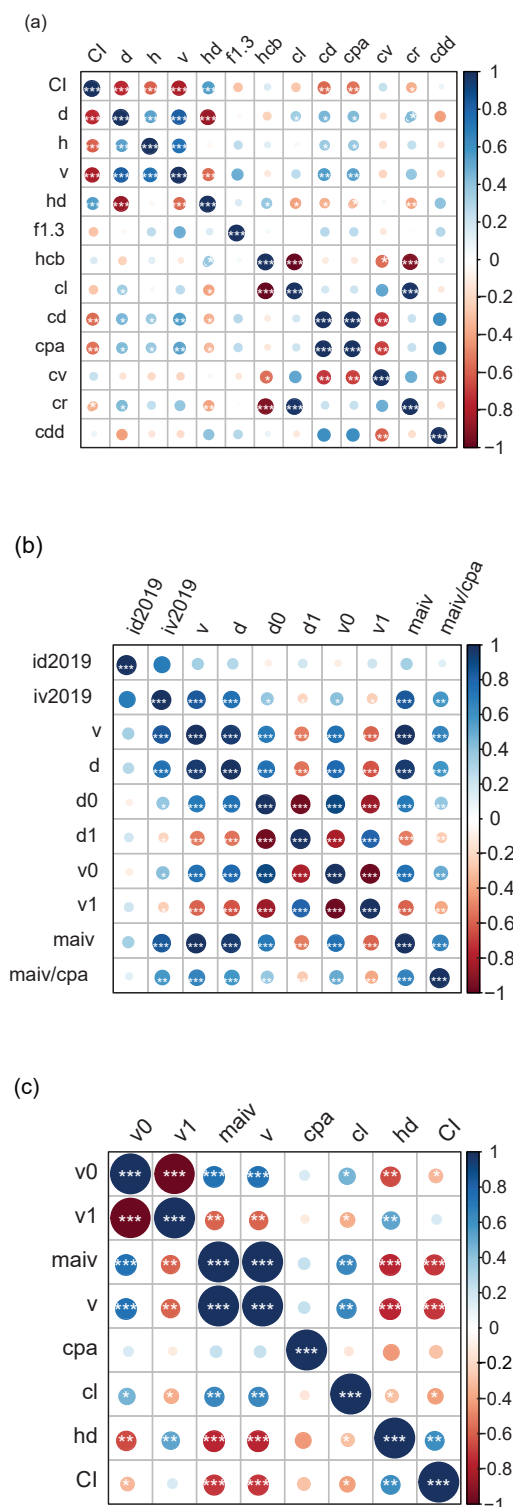 (a)
CI d h v hd f1.3 hcb cl cd cpa cv cr cdd
CI
d
h
v
hd
f1.3
hcb
cl
cd
cpa
cv
cr
cdd
1
0.8
0.6
0.4
0.2
0
−0.2
−0.4
−0.6
−0.8
−1
(b)
id2019 iv2019 v d d0 d1 v0 v1 maiv maiv/cpa
id2019
iv2019
v
d
d0
d1
v0
v1
maiv
maiv/cpa
1
0.8
0.6
0.4
0.2
0
−0.2
−0.4
−0.6
−0.8
−1
(c)
v0 v1 maiv v cpa cl hd CI
v0 *** *** *** *** * ** *
v1 *** *** ** ** * **
maiv *** ** *** *** ** *** ***
v *** ** *** *** ** *** ***
cpa ***
cl * * ** ** *** * *
hd ** ** *** *** * *** **
CI * *** *** * ** ***
1
0.8
0.6
0.4
0.2
0
−0.2
−0.4
−0.6
−0.8
−1